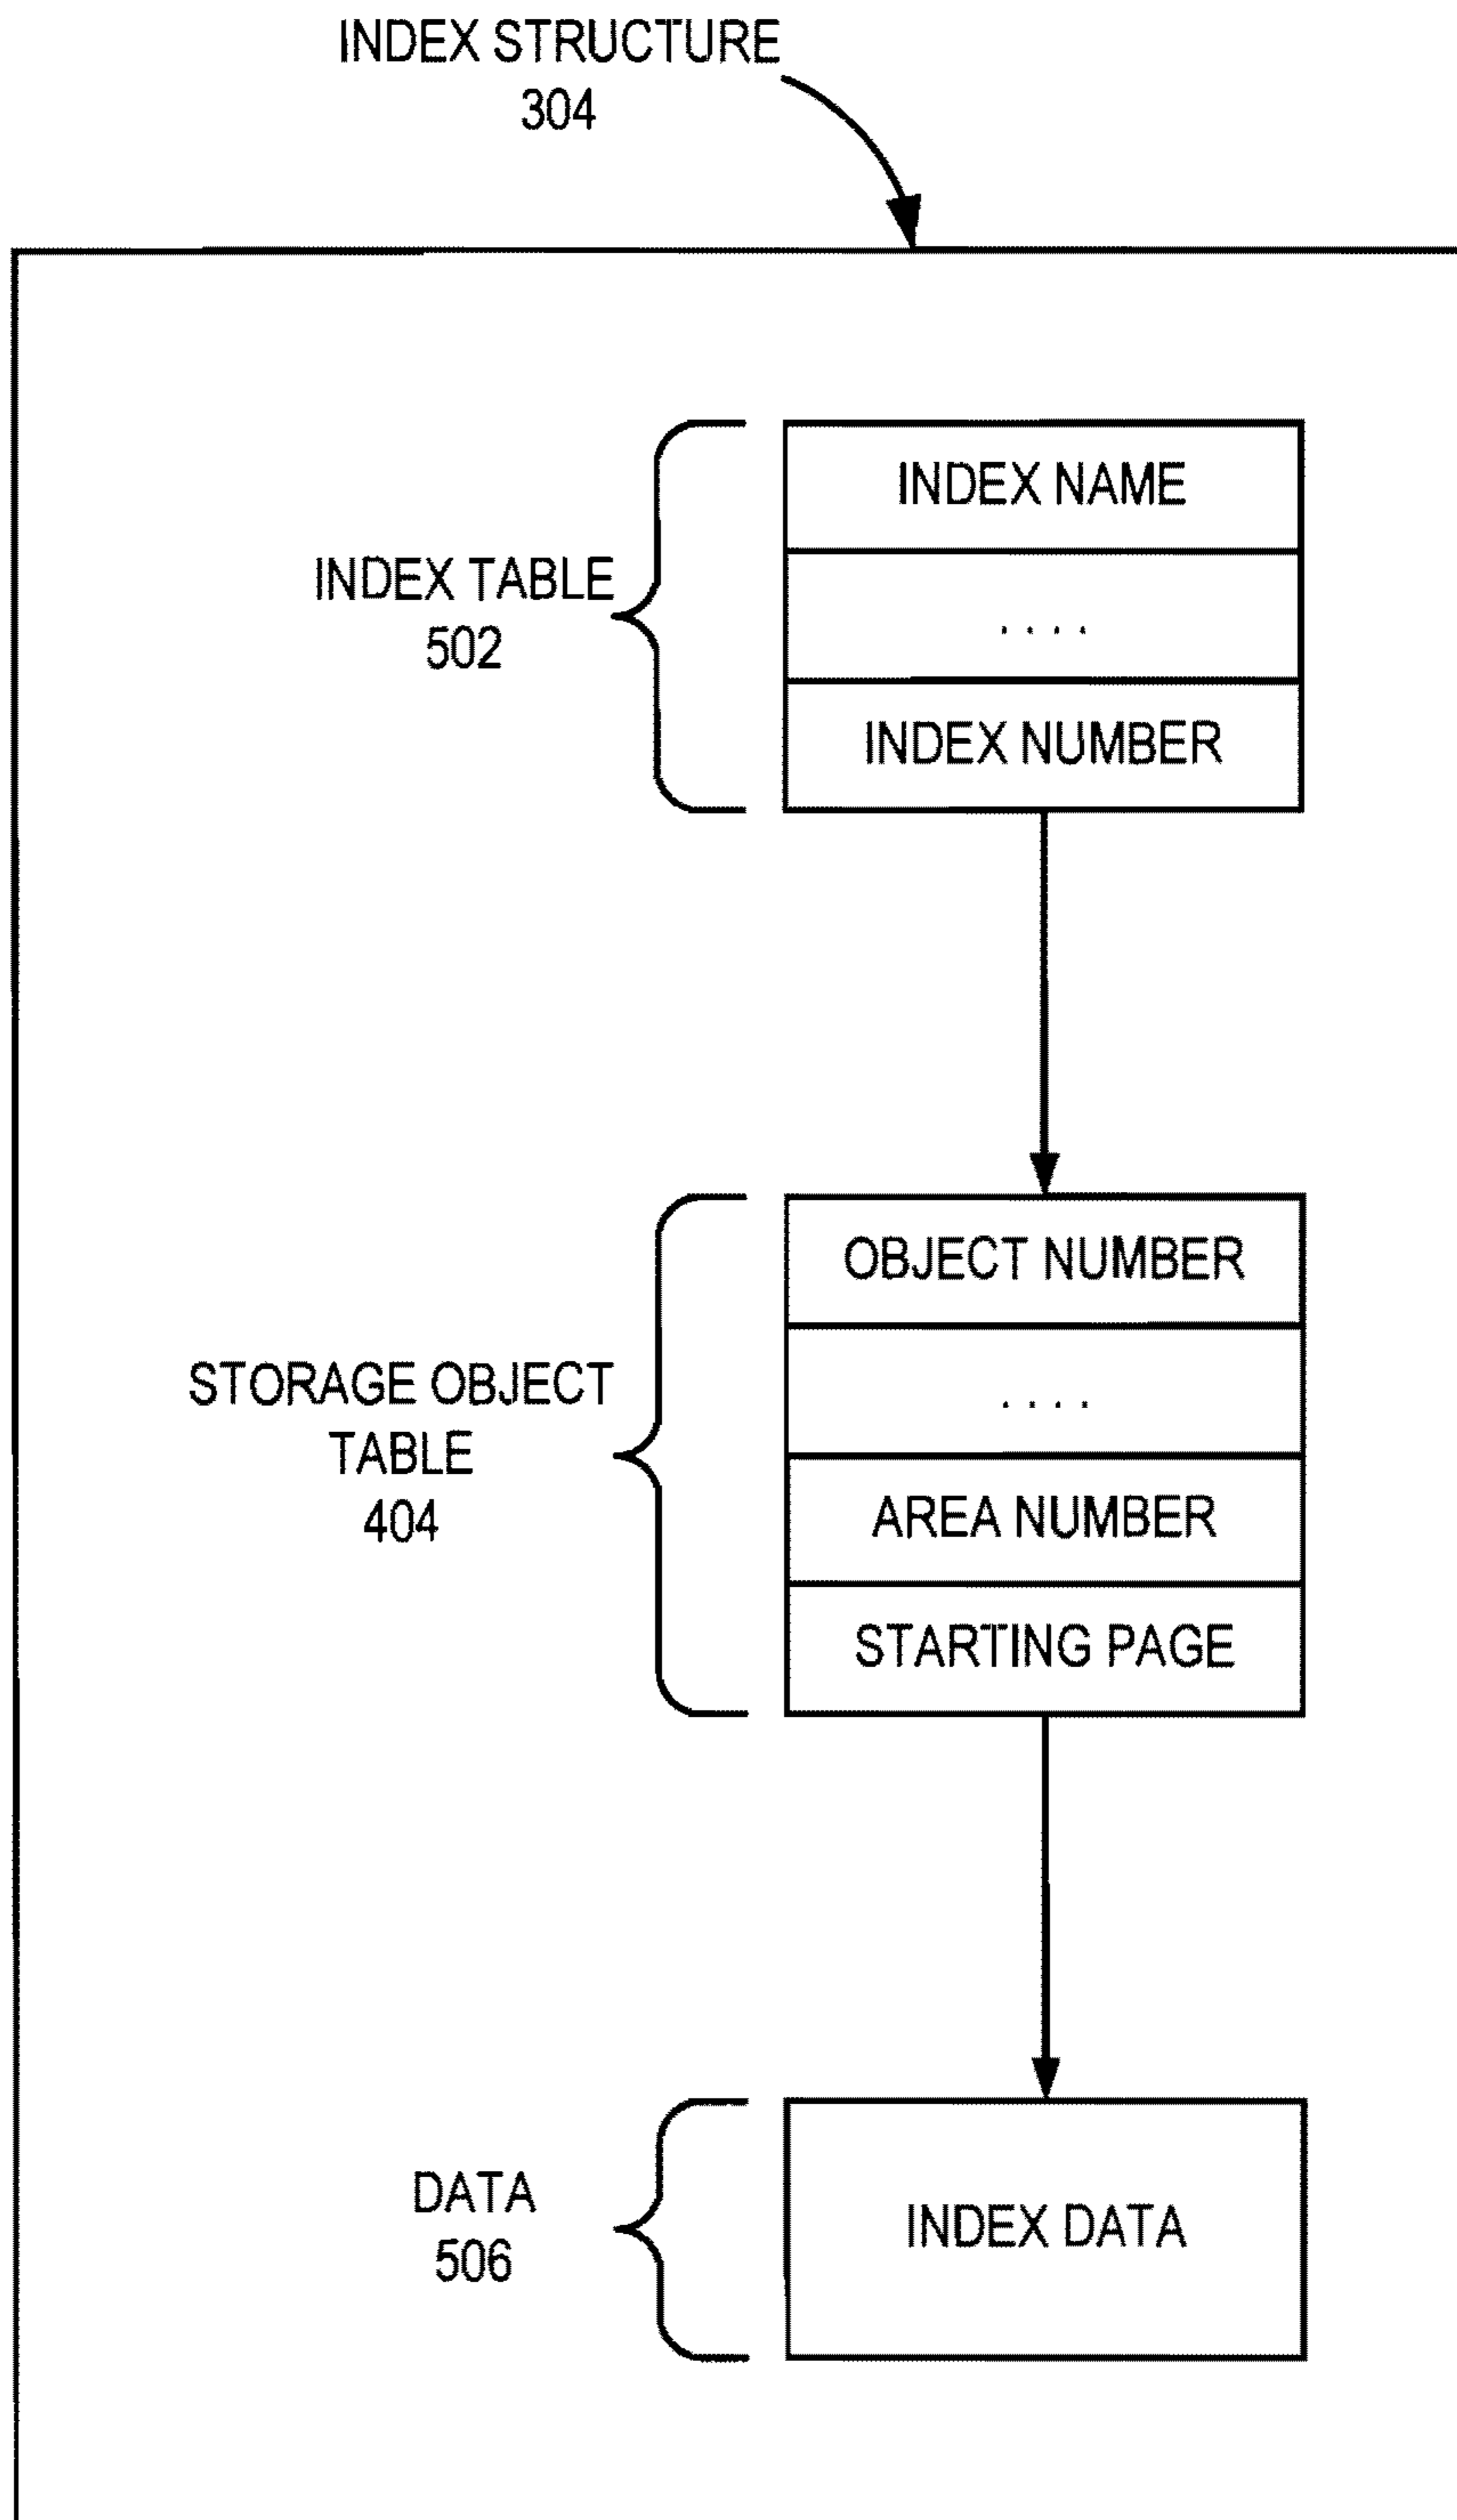 INDEX STRUCTURE
304
INDEX NAME
INDEX TABLE
502
. . . .
INDEX NUMBER
OBJECT NUMBER
STORAGE OBJECT
TABLE
404
. . . .
AREA NUMBER
STARTING PAGE
DATA
506
INDEX DATA